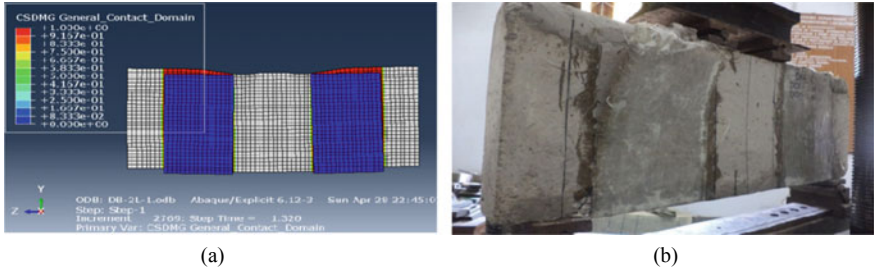 CSDMG General_Contact_Domain
+1.000e+00
+9.167e-01
+8.333e-01
+7.500e-01
+6.667e-01
+5.833e-01
+5.000e-01
+4.167e-01
+3.333e-01
+2.500e-01
+1.667e-01
+8.333e-02
+0.000e+00
Y
Z
X
ODB: DB-2L-1.odb Abaqus/Explicit 6.12-3 Sun Apr 28 22:45:0
Step: Step-1
Increment 2769: Step Time = 1.320
Primary Var: CSDMG General_Contact_Domain
(a)
(b)